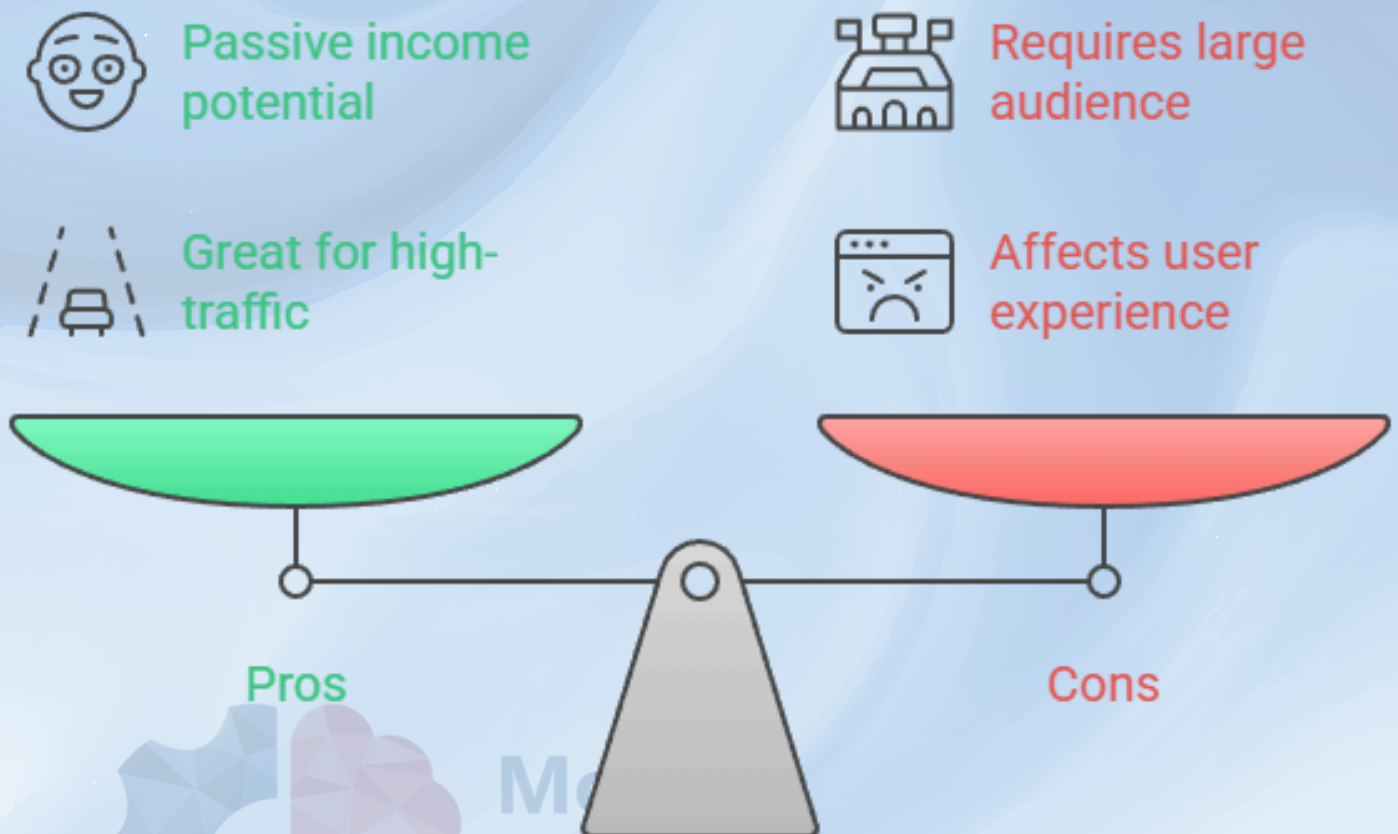 Passive income
potential
Great for high-
traffic
Requires large
audience
Affects user
experience
Pros
Cons